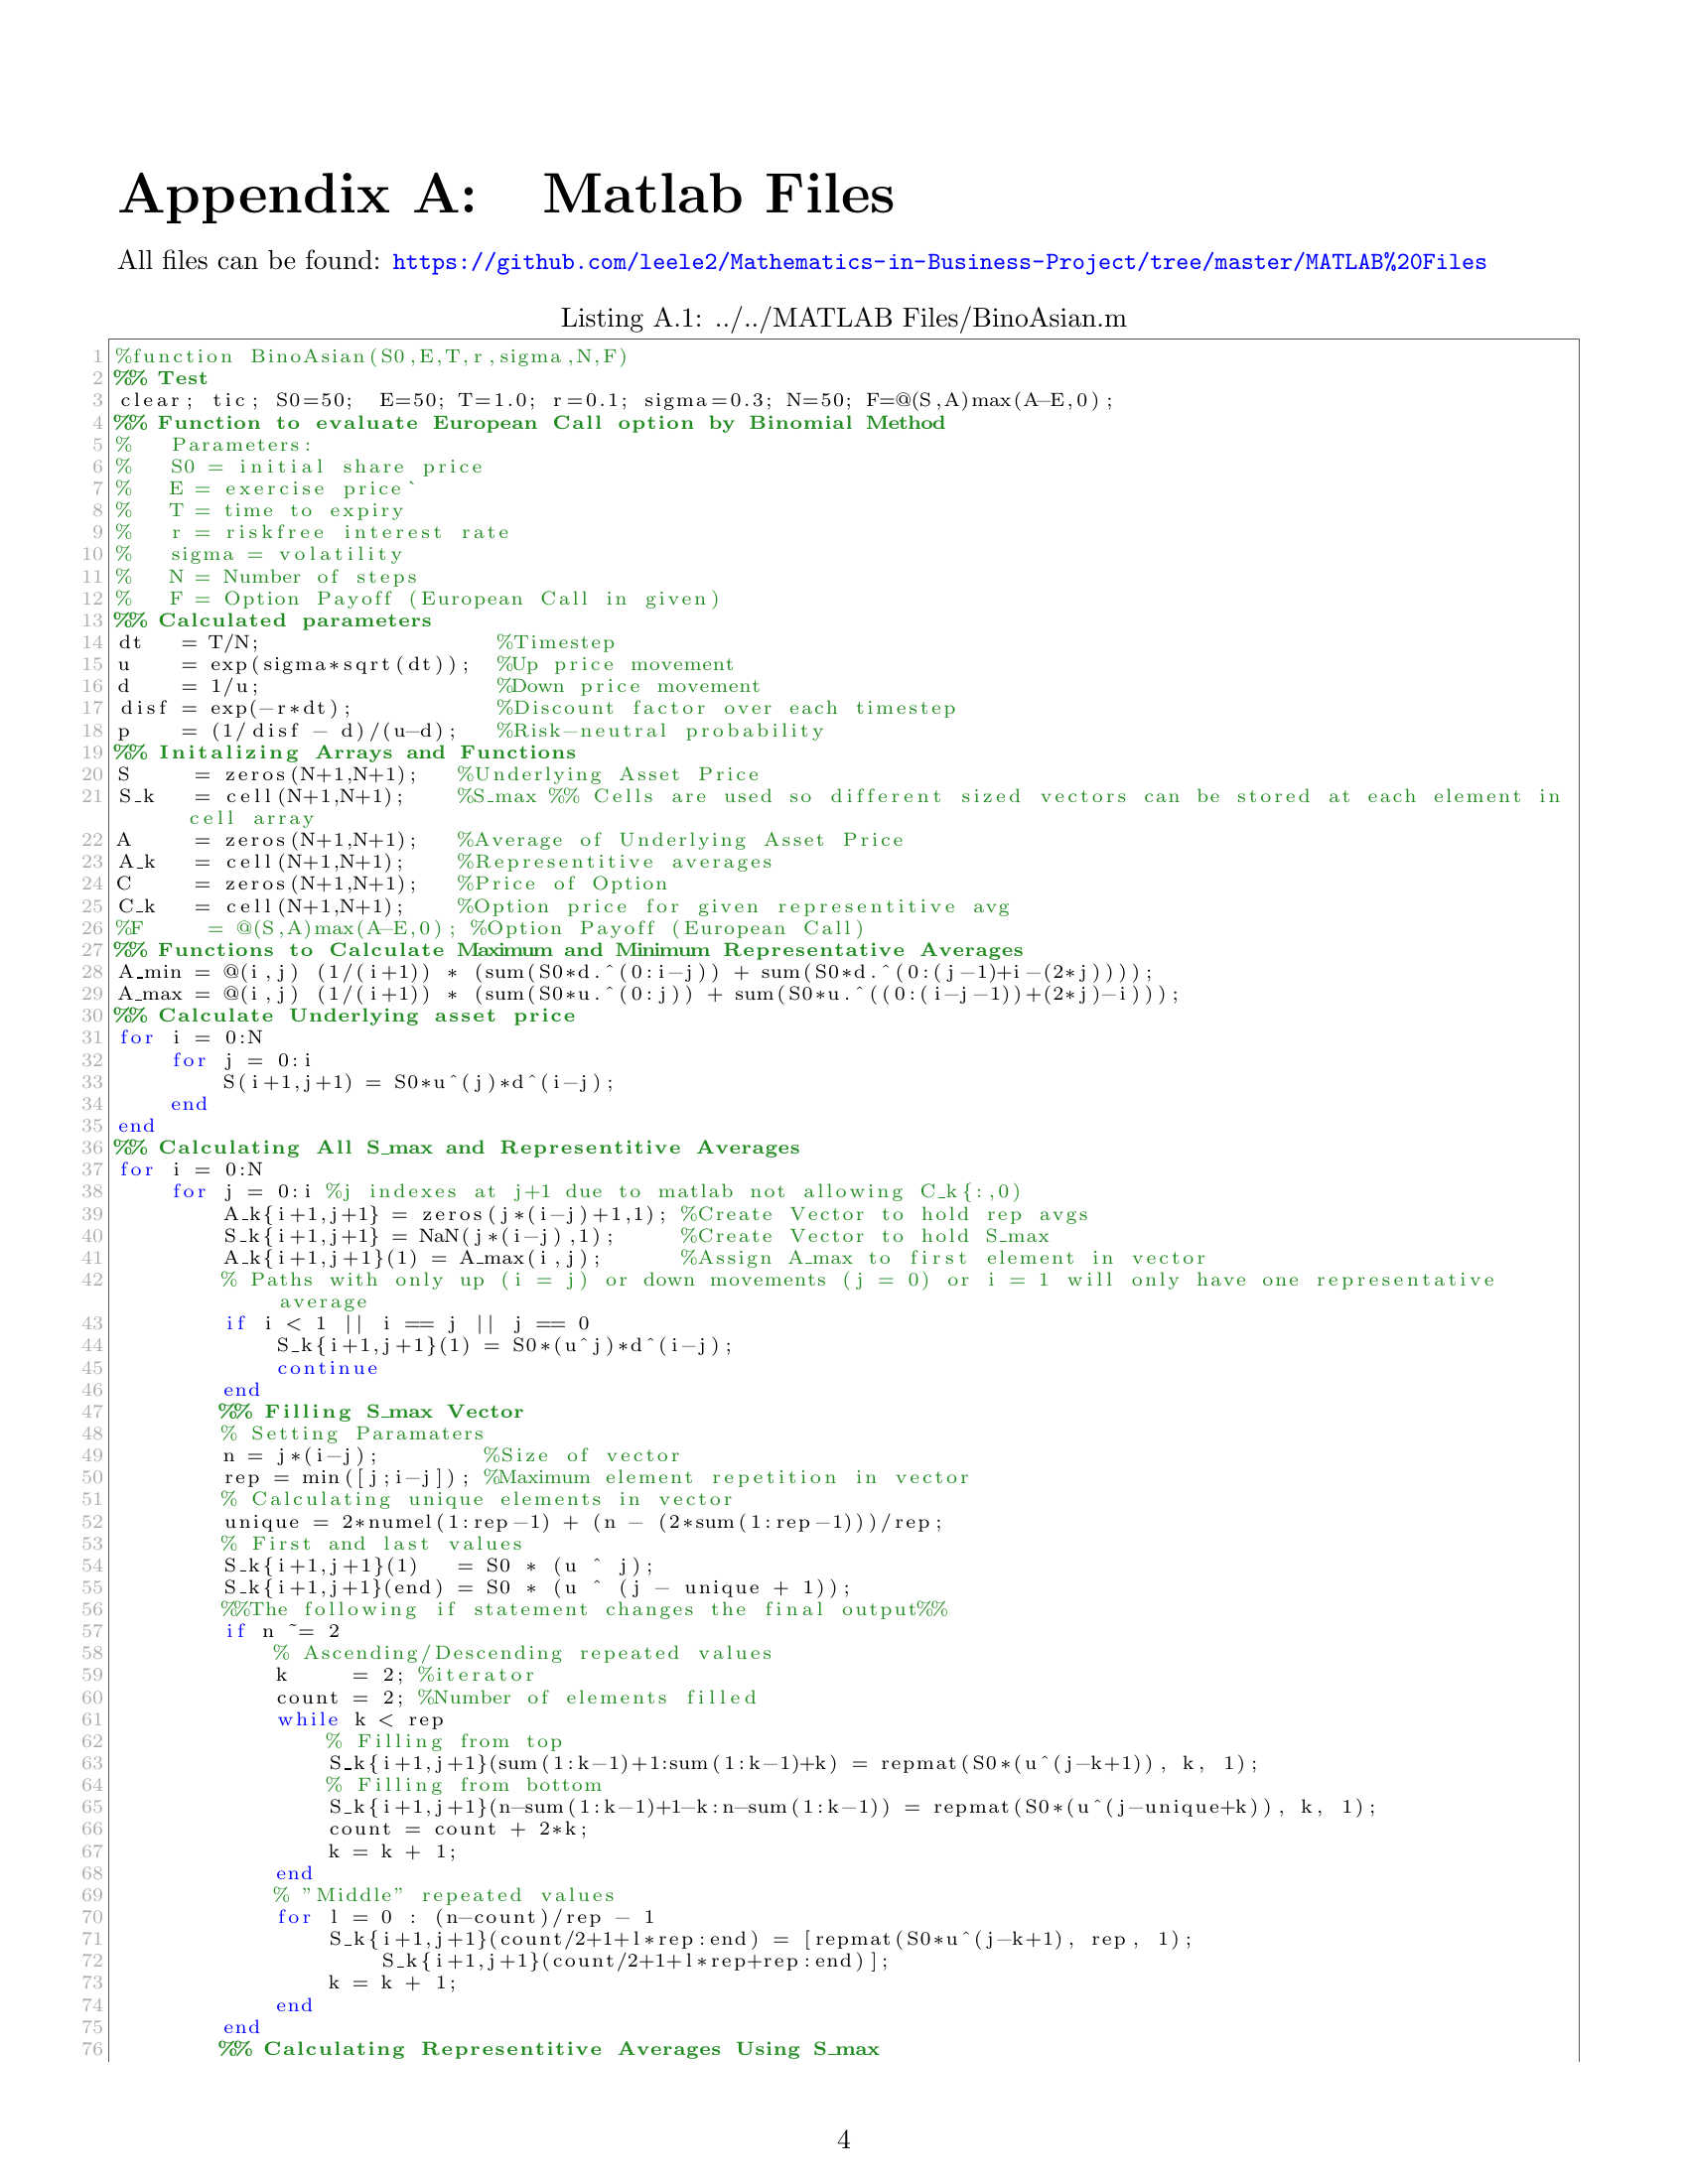 Appendix A: Matlab Files
All files can be found: https://github.com/leele2/Mathematics-in-Business-Project/tree/master/MATLAB%20Files
Listing A.1: ../../MATLAB Files/BinoAsian.m
1 %function BinoAsian(S0,E,T,r,sigma,N,F)
2 %% Test
3 clear; tic; S0=50;  E=50; T=1.0; r=0.1; sigma=0.3; N=50; F=@(S,A)max(A-E,0);
4 %% Function to evaluate European Call option by Binomial Method
5 %   Parameters:
6 %   S0 = initial share price
7 %   E = exercise price`
8 %   T = time to expiry
9 %   r = riskfree interest rate
10 %   sigma = volatility
11 %   N = Number of steps
12 %   F = Option Payoff (European Call in given)
13 %% Calculated parameters
14 dt   = T/N;                  %Timestep
15 u    = exp(sigma*sqrt(dt));  %Up price movement
16 d    = 1/u;                  %Down price movement
17 disf = exp(-r*dt);           %Discount factor over each timestep
18 p    = (1/disf - d)/(u-d);   %Risk-neutral probability
19 %% Initalizing Arrays and Functions
20 S     = zeros(N+1,N+1);   %Underlying Asset Price
21 S_k   = cell(N+1,N+1);    %S_max %% Cells are used so different sized vectors can be stored at each element in
cell array
22 A     = zeros(N+1,N+1);   %Average of Underlying Asset Price
23 A_k   = cell(N+1,N+1);    %Representitive averages
24 C     = zeros(N+1,N+1);   %Price of Option
25 C_k   = cell(N+1,N+1);    %Option price for given representitive avg
26 %F     = @(S,A)max(A-E,0); %Option Payoff (European Call)
27 %% Functions to Calculate Maximum and Minimum Representative Averages
28 A_min = @(i,j) (1/(i+1)) * (sum(S0*d.^(0:i-j)) + sum(S0*d.^(0:(j-1)+i-(2*j))));
29 A_max = @(i,j) (1/(i+1)) * (sum(S0*u.^(0:j)) + sum(S0*u.^((0:(i-j-1))+(2*j)-i)));
30 %% Calculate Underlying asset price
31 for i = 0:N
32     for j = 0:i
33         S(i+1,j+1) = S0*u^(j)*d^(i-j);
34     end
35 end
36 %% Calculating All S_max and Representitive Averages
37 for i = 0:N
38     for j = 0:i %j indexes at j+1 due to matlab not allowing C_k{:,0)
39         A_k{i+1,j+1} = zeros(j*(i-j)+1,1); %Create Vector to hold rep avgs
40         S_k{i+1,j+1} = NaN(j*(i-j),1);     %Create Vector to hold S_max
41         A_k{i+1,j+1}(1) = A_max(i,j);      %Assign A_max to first element in vector
42         % Paths with only up (i = j) or down movements (j = 0) or i = 1 will only have one representative
average
43         if i < 1 || i == j || j == 0
44             S_k{i+1,j+1}(1) = S0*(u^j)*d^(i-j);
45             continue
46         end
47         %% Filling S_max Vector
48         % Setting Paramaters
49         n = j*(i-j);        %Size of vector
50         rep = min([j;i-j]); %Maximum element repetition in vector
51         % Calculating unique elements in vector
52         unique = 2*numel(1:rep-1) + (n - (2*sum(1:rep-1)))/rep;
53         % First and last values
54         S_k{i+1,j+1}(1)   = S0 * (u ^ j);
55         S_k{i+1,j+1}(end) = S0 * (u ^ (j - unique + 1));
56         %%The following if statement changes the final output%%
57         if n ~= 2
58             % Ascending/Descending repeated values
59             k     = 2; %iterator
60             count = 2; %Number of elements filled
61             while k < rep
62                 % Filling from top
63                 S_k{i+1,j+1}(sum(1:k-1)+1:sum(1:k-1)+k) = repmat(S0*(u^(j-k+1)), k, 1);
64                 % Filling from bottom
65                 S_k{i+1,j+1}(n-sum(1:k-1)+1-k:n-sum(1:k-1)) = repmat(S0*(u^(j-unique+k)), k, 1);
66                 count = count + 2*k;
67                 k = k + 1;
68             end
69             % "Middle" repeated values
70             for l = 0 : (n-count)/rep - 1
71                 S_k{i+1,j+1}(count/2+1+l*rep:end) = [repmat(S0*u^(j-k+1), rep, 1);
72                     S_k{i+1,j+1}(count/2+1+l*rep+rep:end)];
73                 k = k + 1;
74             end
75         end
76         %% Calculating Representitive Averages Using S_max
4